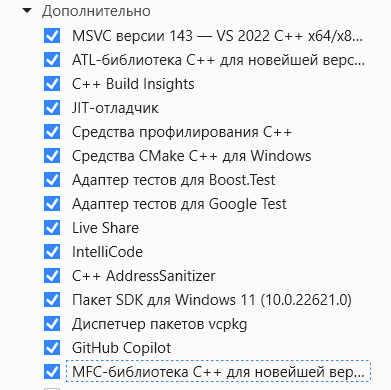 Дополнительно
MSVC версии 143 — VS 2022 C++ x64/x8...
ATL-библиотека C++ для новейшей верс...
C++ Build Insights
JIT-отладчик
Средства профилирования C++
Средства CMake C++ для Windows
Адаптер тестов для Boost.Test
Адаптер тестов для Google Test
Live Share
IntelliCode
C++ AddressSanitizer
Пакет SDK для Windows 11 (10.0.22621.0)
Диспетчер пакетов vcpkg
GitHub Copilot
MFC-библиотека C++ для новейшей вер...